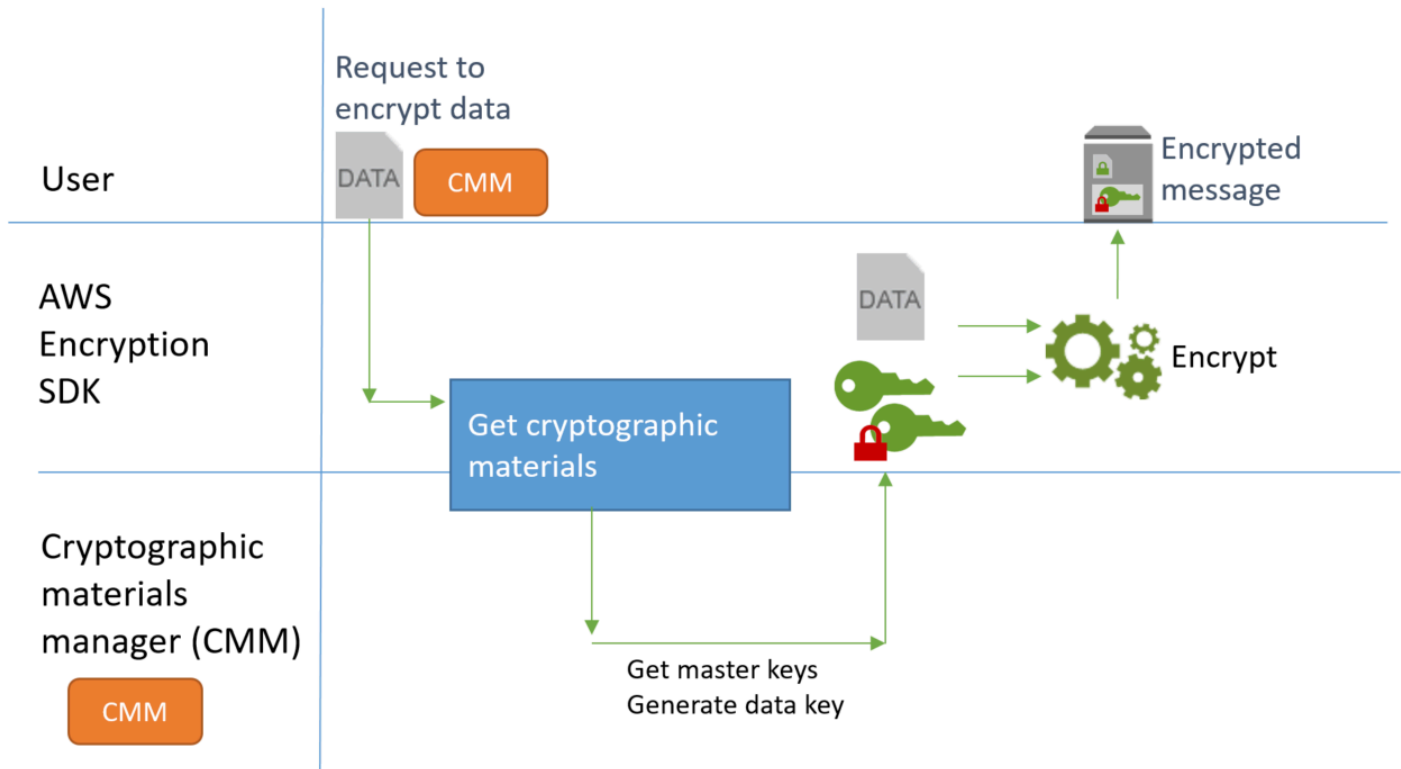 Request to
encrypt data
User
DATA
CMM
Encrypted
message
AWS
Encryption
SDK
DATA
Encrypt
Get cryptographic
materials
Cryptographic
materials
manager (CMM)
CMM
Get master keys
Generate data key